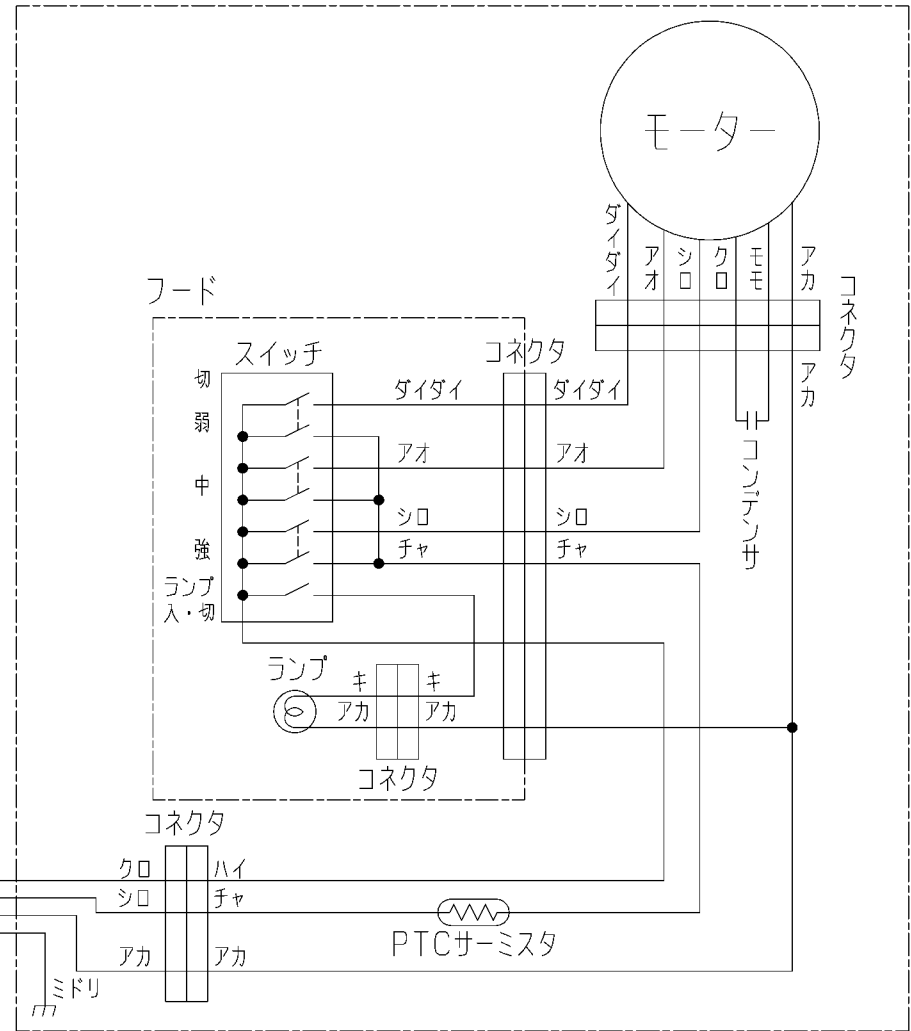 モーター
ダイダイ
アオ
シロ
クロ
モモ
アカ
コネクタ
アカ
フード
スイッチ
コネクタ
切
ダイダイ
ダイダイ
弱
アオ
アオ
コンデンサ
中
シロ
シロ
強
チャ
チャ
ランプ
入・切
ランプ
キ
キ
アカ
アカ
コネクタ
コネクタ
クロ
ハイ
シロ
チャ
PTCサーミスタ
アカ
アカ
ミドリ